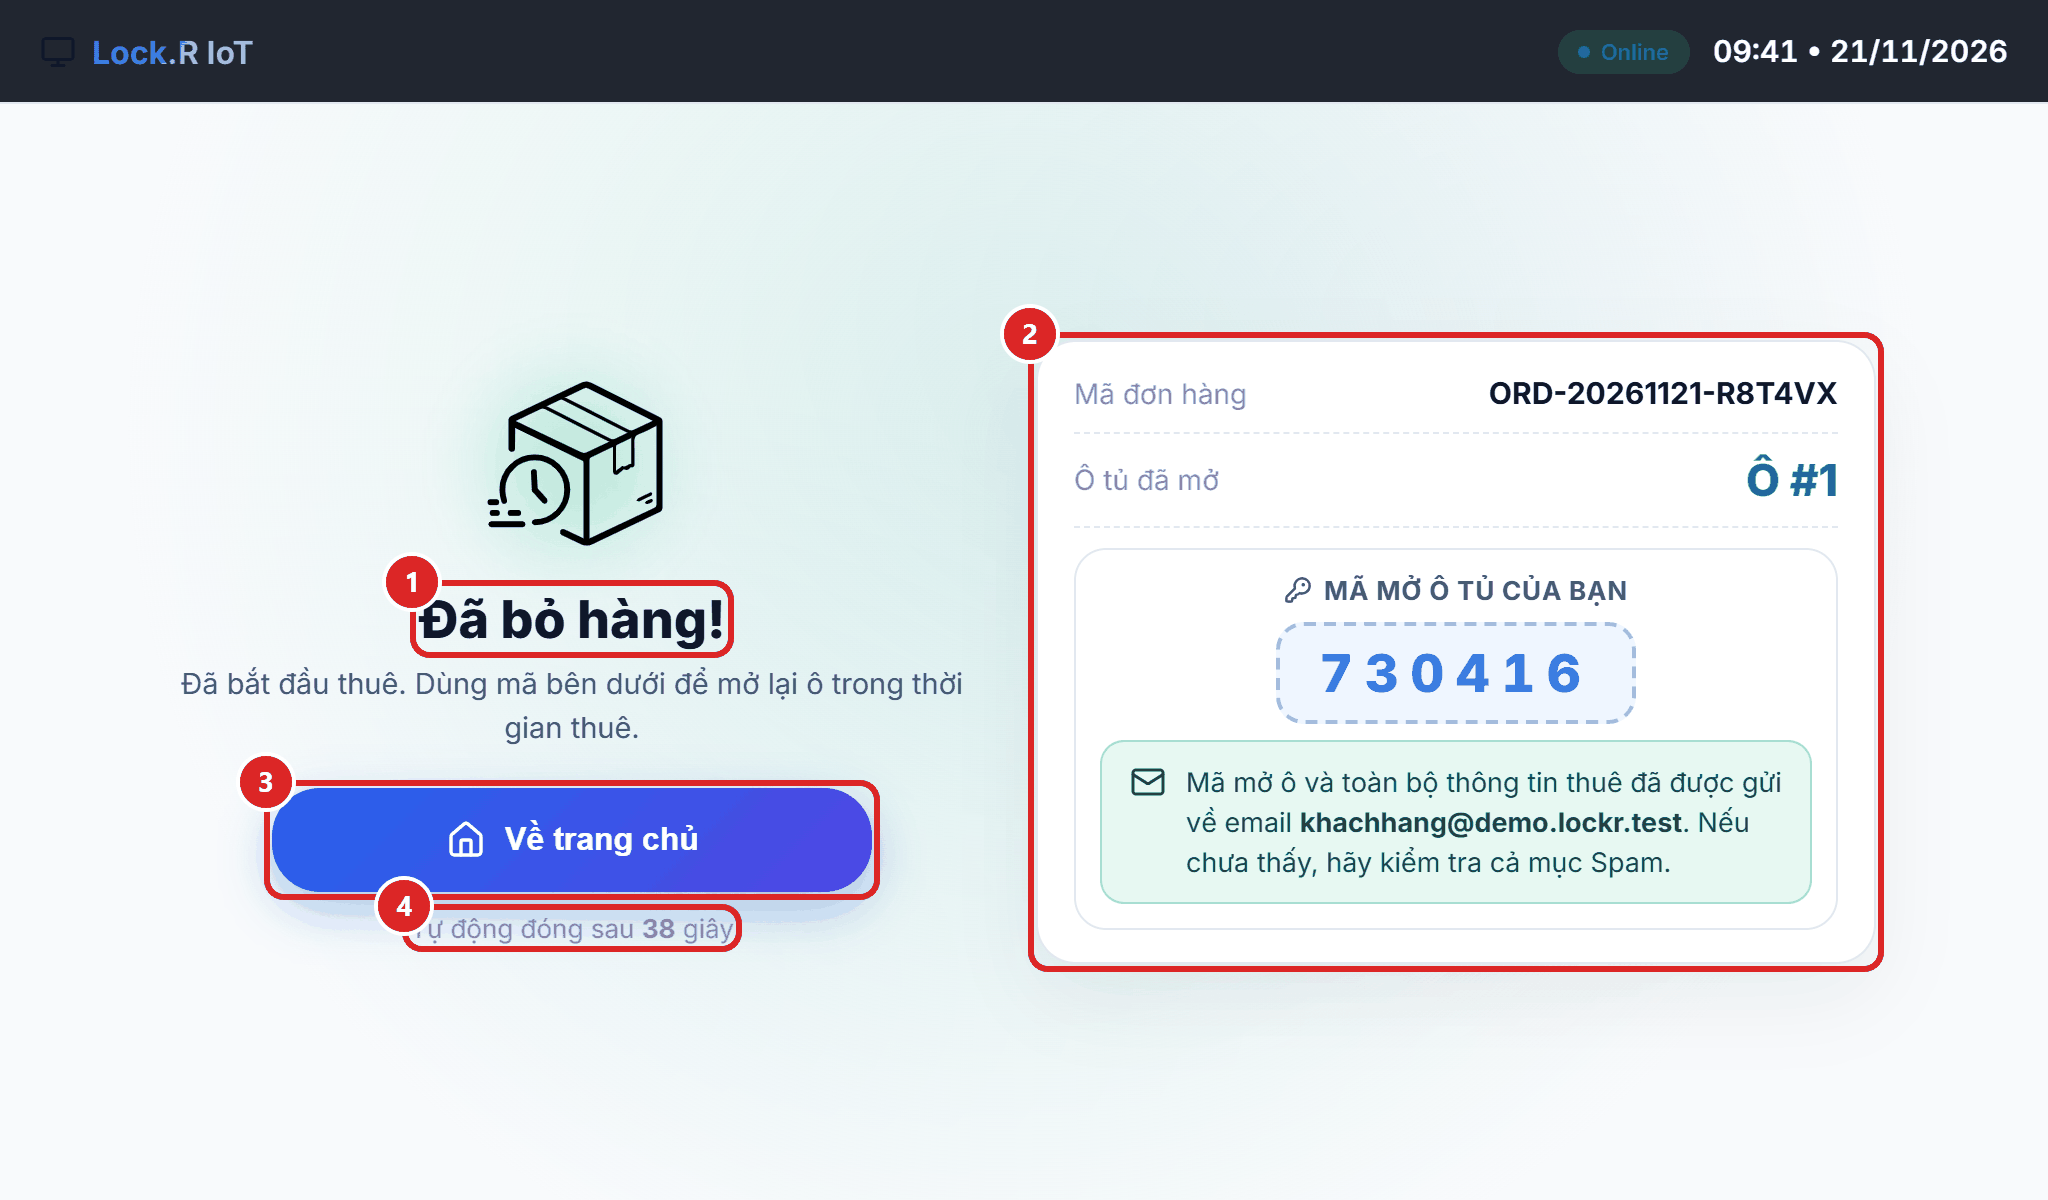 Lock.R IoT
Online
09:41 • 21/11/2026
1
Đã bỏ hàng!
Đã bắt đầu thuê. Dùng mã bên dưới để mở lại ô trong thời
gian thuê.
3
Về trang chủ
4
Tự động đóng sau 38 giây
2
Mã đơn hàng
ORD-20261121-R8T4VX
Ô tủ đã mở
Ô #1
MÃ MỞ Ô TỦ CỦA BẠN
730416
Mã mở ô và toàn bộ thông tin thuê đã được gửi
về email khachhang@demo.lockr.test. Nếu
chưa thấy, hãy kiểm tra cả mục Spam.